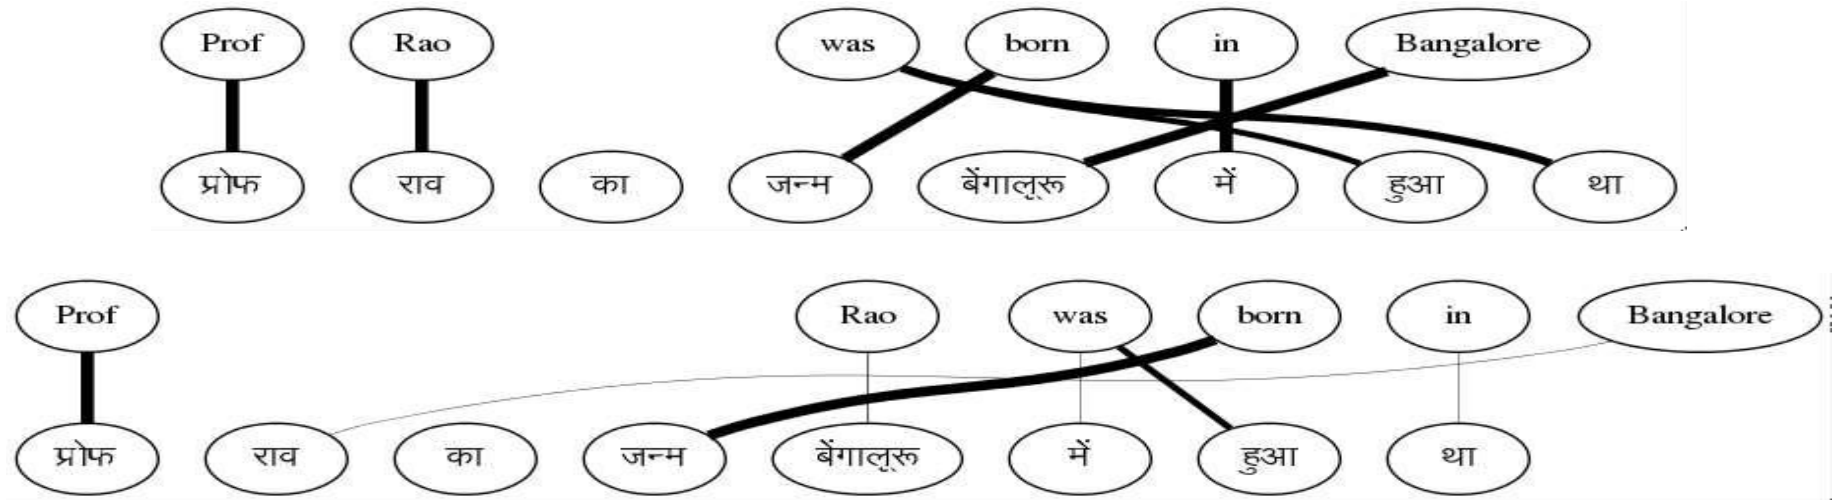 Prof Rao was born in Bangalore
प्रोफ राव का जन्म बेंगालूरू में हुआ था
Prof Rao was born in Bangalore
प्रोफ राव का जन्म बेंगालूरू में हुआ था